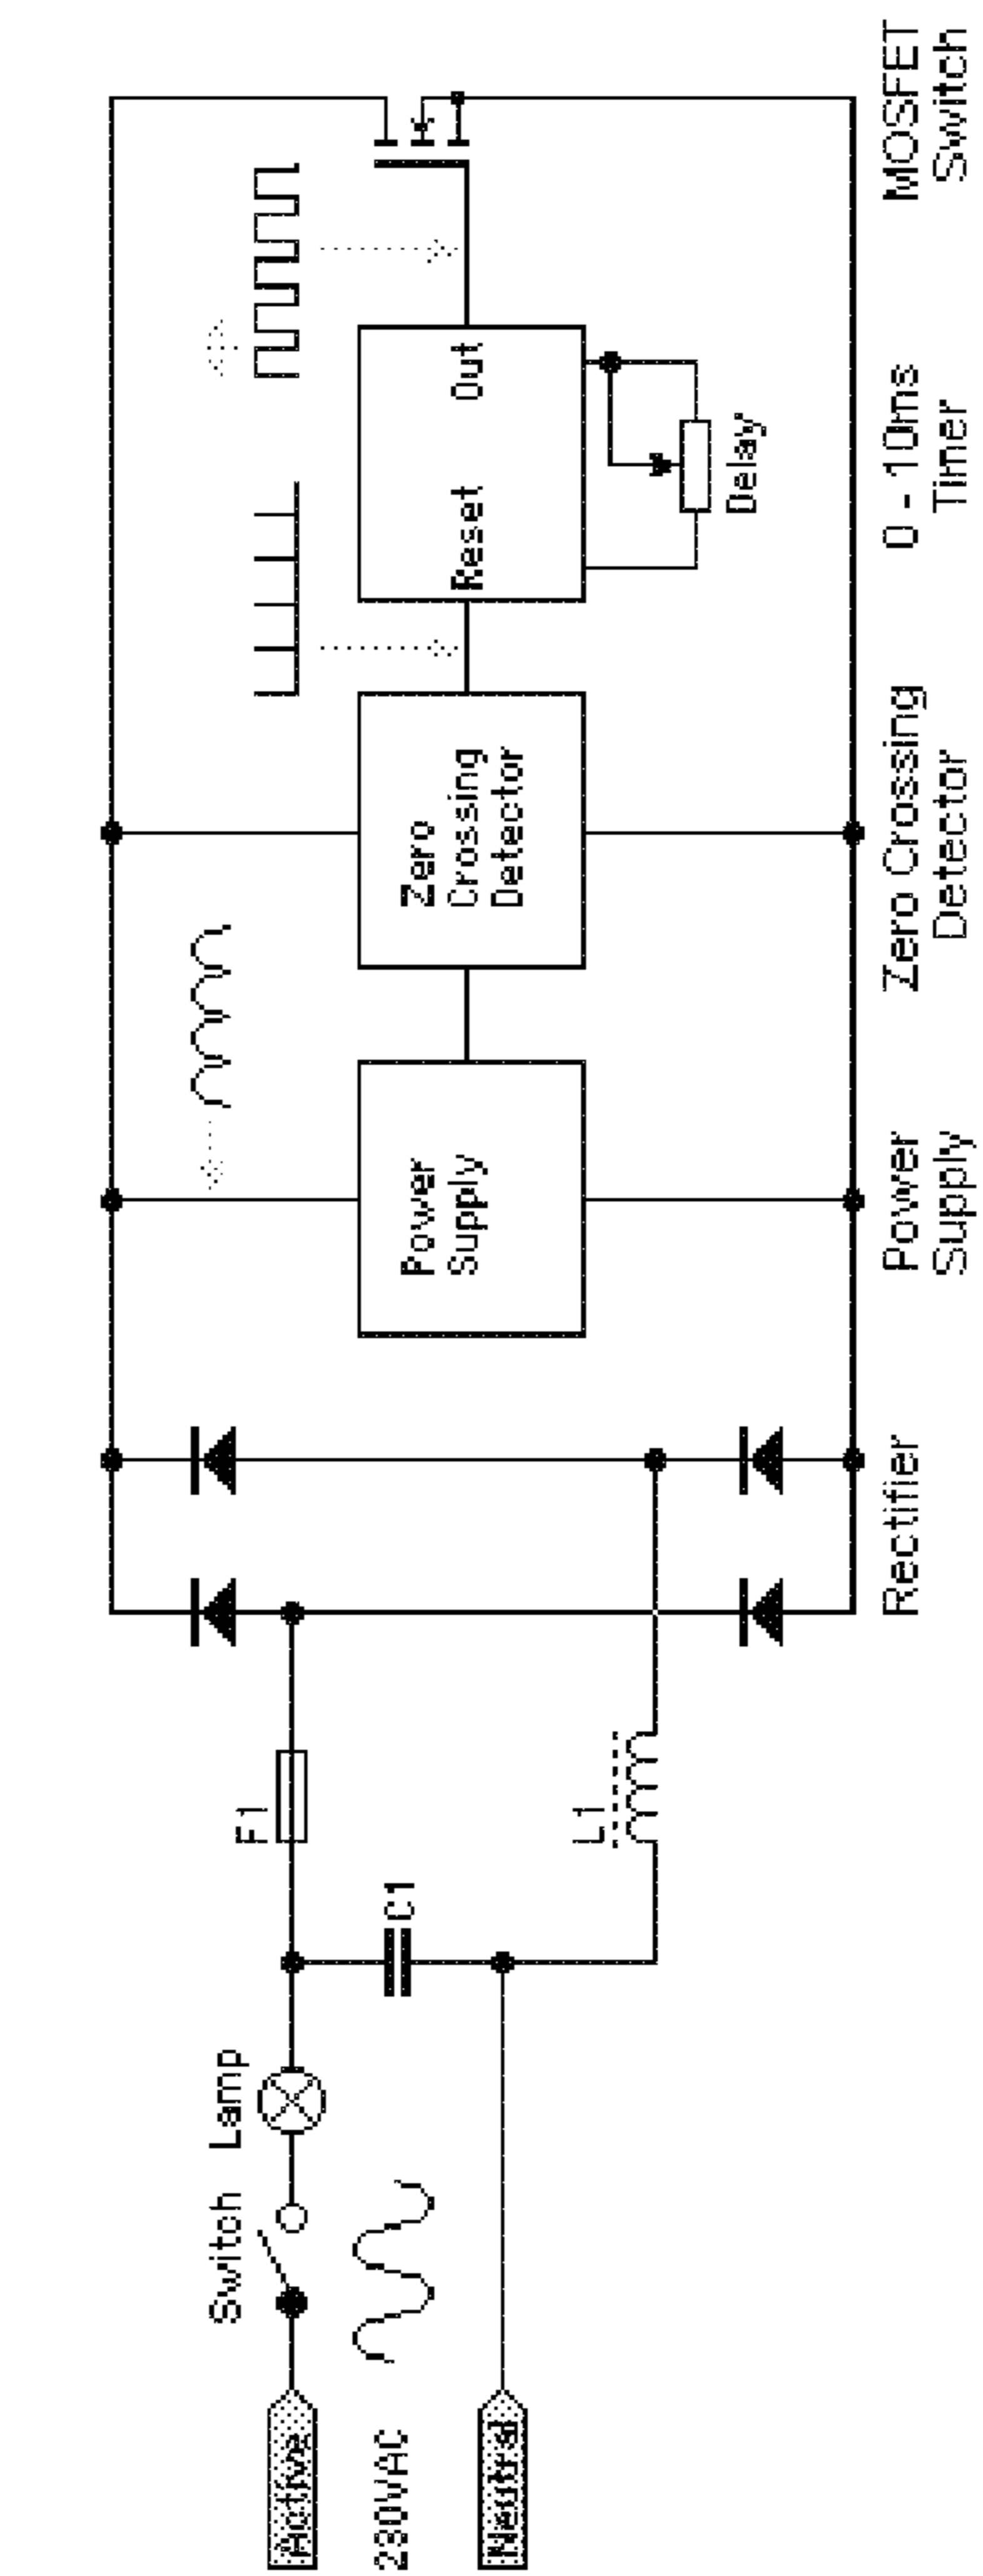 Active
230VAC
Neutral
Switch
Lamp
C1
F1
L1
Power
Supply
Zero
Crossing
Detector
Reset
Out
Delay
Rectifier
Power
Supply
Zero Crossing
Detector
0 - 10ms
Timer
MOSFET
Switch